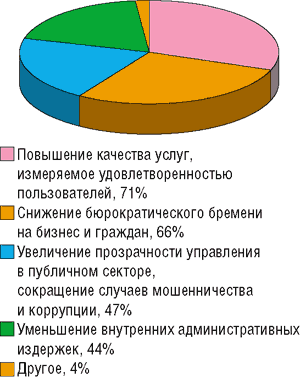 Повышение качества услуг,
измеряемое удовлетворенностью
пользователей, 71%
Снижение бюрократического бремени
на бизнес и граждан, 66%
Увеличение прозрачности управления
в публичном секторе,
сокращение случаев мошенничества
и коррупции, 47%
Уменьшение внутренних административных
издержек, 44%
Другое, 4%